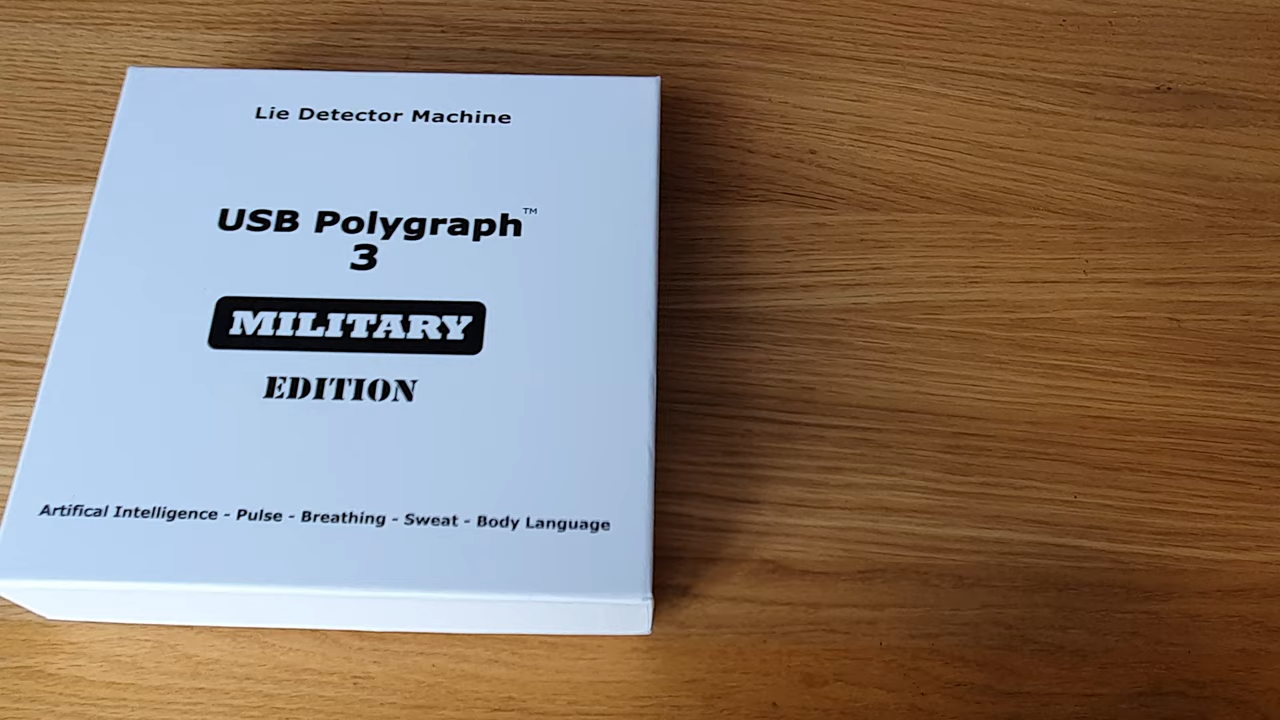 Lie Detector Machine
USB Polygraph™
3
MILITARY
EDITION
Artifical Intelligence - Pulse - Breathing - Sweat - Body Language